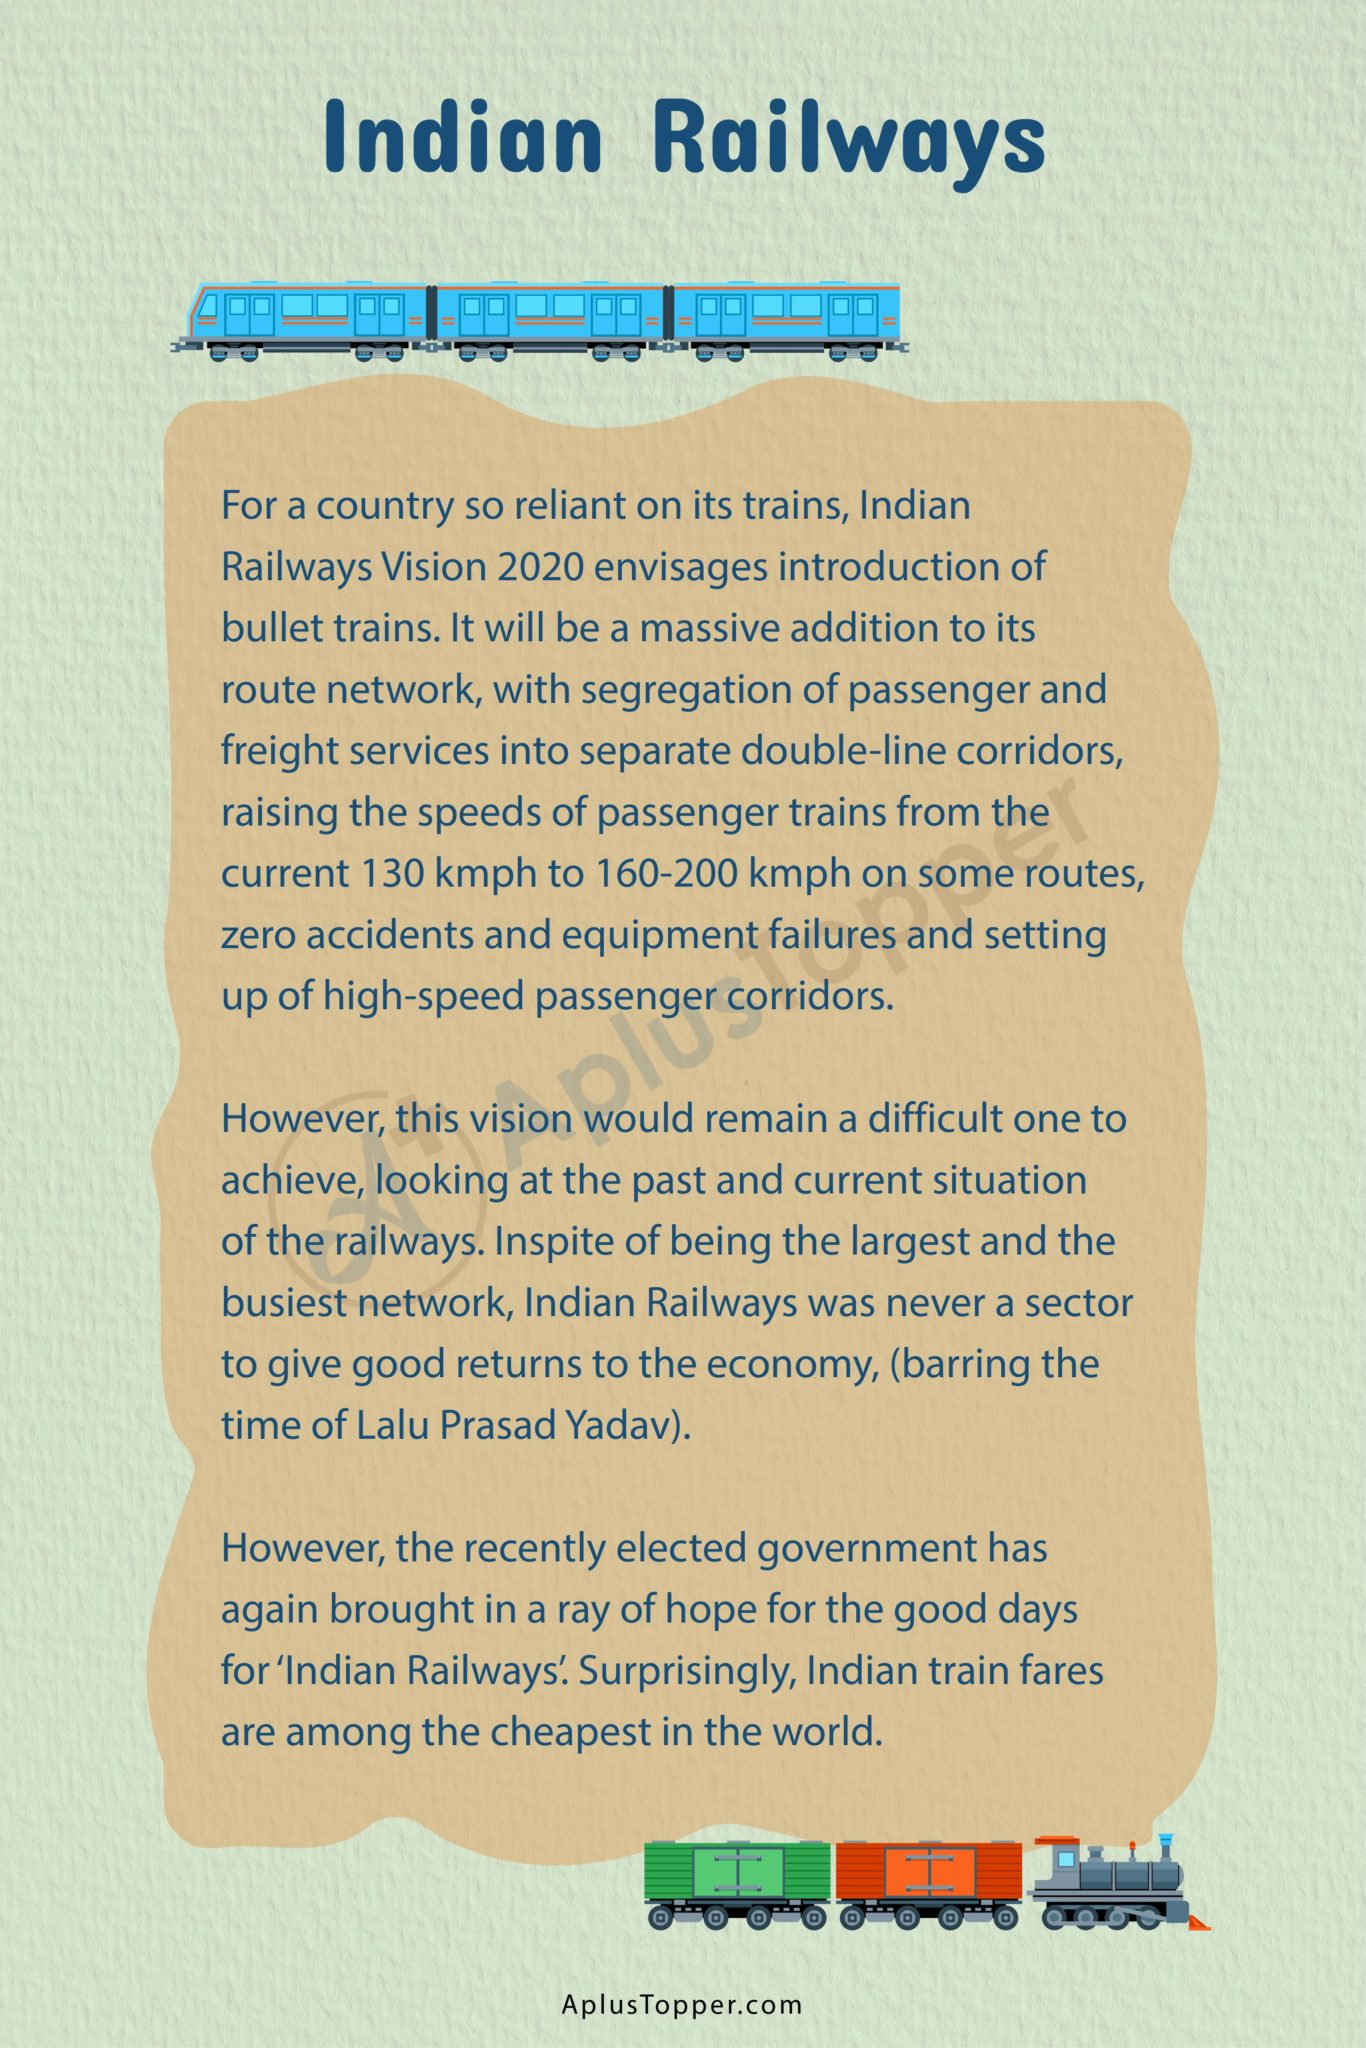 Indian Railways
For a country so reliant on its trains, Indian
Railways Vision 2020 envisages introduction of
bullet trains. It will be a massive addition to its
route network, with segregation of passenger and
freight services into separate double-line corridors,
raising the speeds of passenger trains from the
current 130 kmph to 160-200 kmph on some routes,
zero accidents and equipment failures and setting
up of high-speed passenger corridors.
However, this vision would remain a difficult one to
achieve, looking at the past and current situation
of the railways. Inspite of being the largest and the
busiest network, Indian Railways was never a sector
to give good returns to the economy, (barring the
time of Lalu Prasad Yadav).
However, the recently elected government has
again brought in a ray of hope for the good days
for ‘Indian Railways’. Surprisingly, Indian train fares
are among the cheapest in the world.
A+ AplusTopper
AplusTopper.com